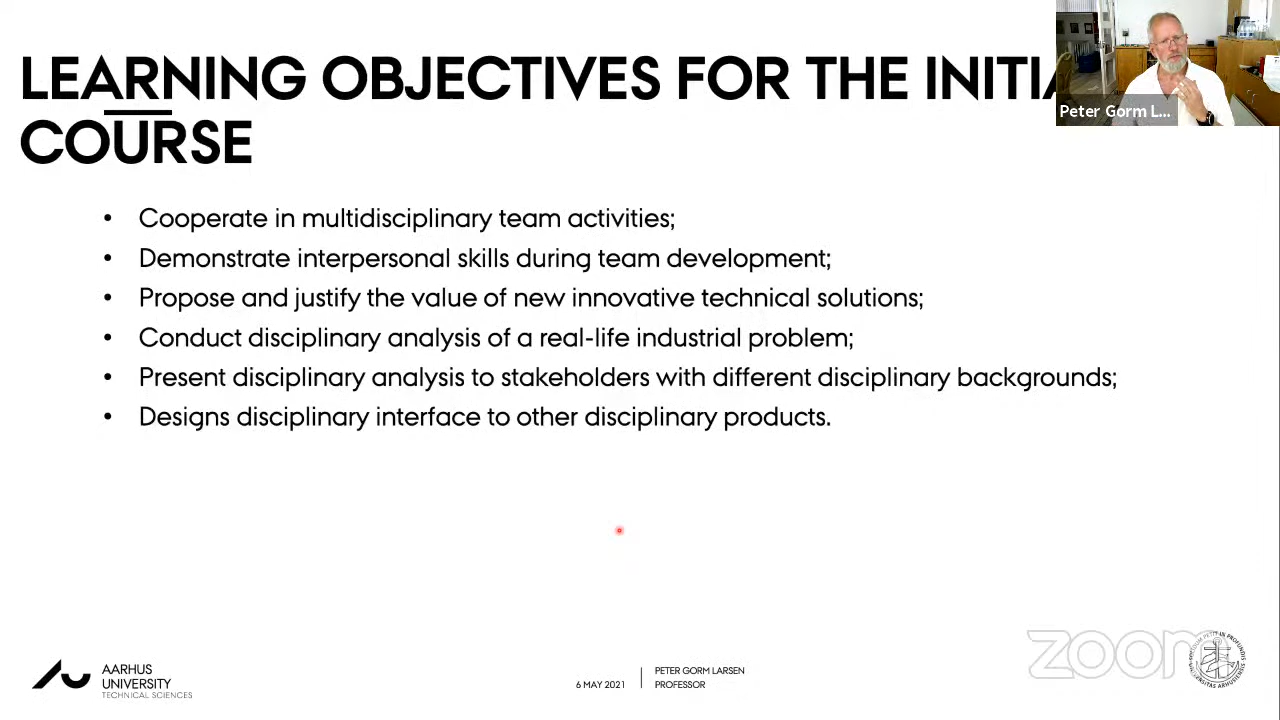 LEARNING OBJECTIVES FOR THE INITIA
COURSE
Peter Gorm L...
• Cooperate in multidisciplinary team activities;
• Demonstrate interpersonal skills during team development;
• Propose and justify the value of new innovative technical solutions;
• Conduct disciplinary analysis of a real-life industrial problem;
• Present disciplinary analysis to stakeholders with different disciplinary backgrounds;
• Designs disciplinary interface to other disciplinary products.
zoom
AARHUS
UNIVERSITY
TECHNICAL SCIENCES
6 MAY 2021
PETER GORM LARSEN
PROFESSOR